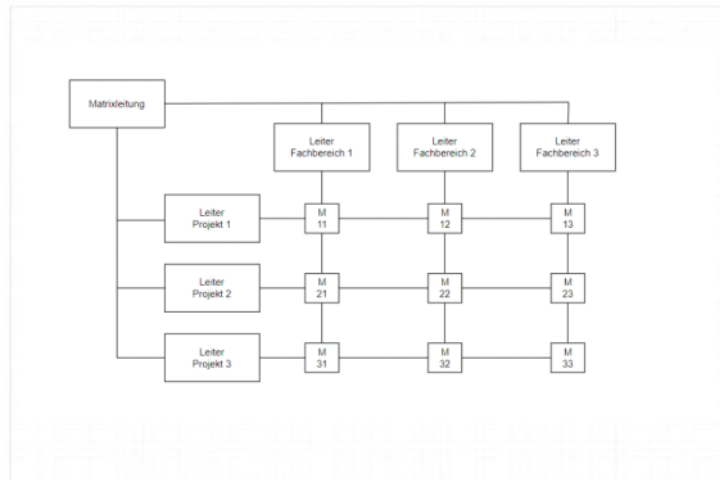 Matrixleitung
Leiter
Fachbereich 1
Leiter
Fachbereich 2
Leiter
Fachbereich 3
Leiter
Projekt 1
M
11
M
12
M
13
Leiter
Projekt 2
M
21
M
22
M
23
Leiter
Projekt 3
M
31
M
32
M
33